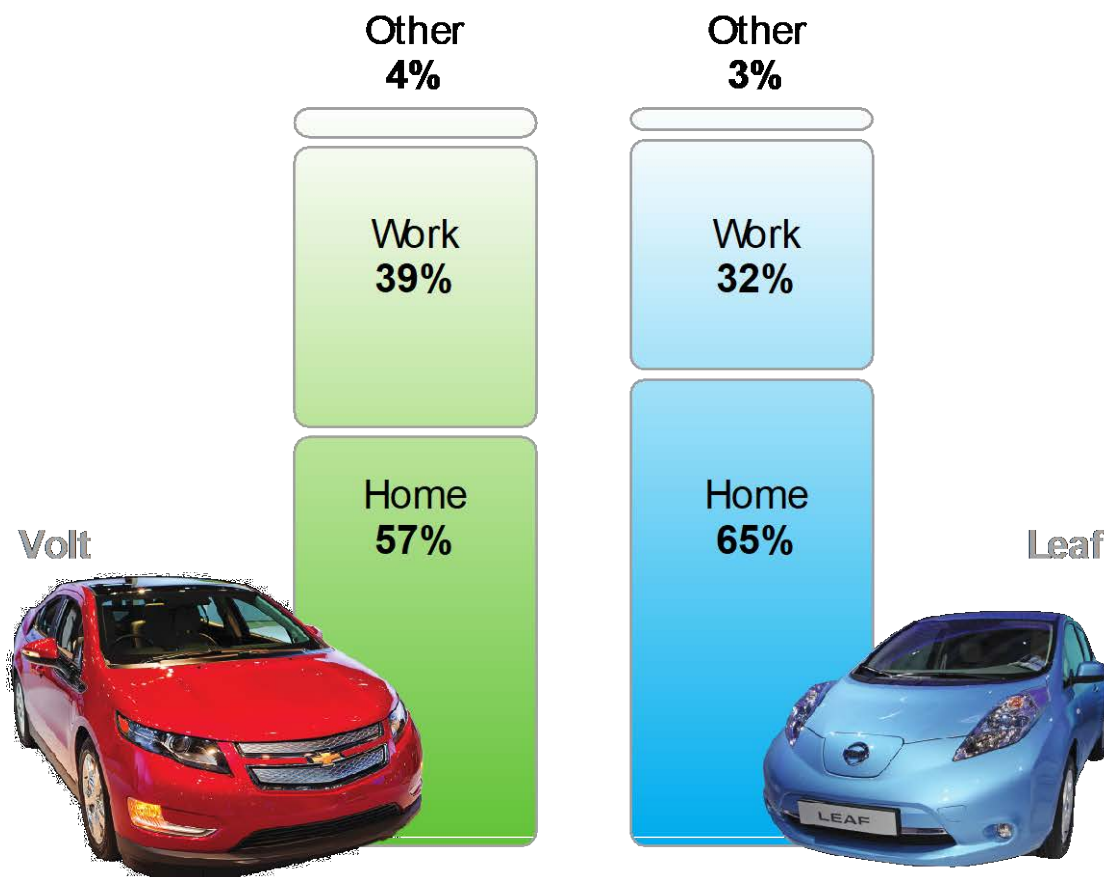 Other
4%
Other
3%
Work
39%
Work
32%
Home
57%
Home
65%
Volt
Leaf
LEAF